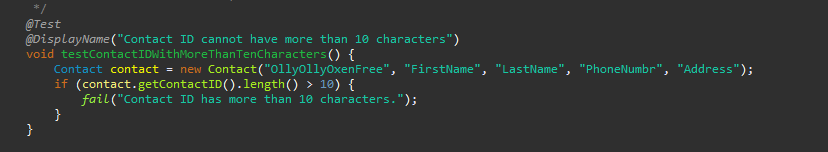 */
@Test
@DisplayName("Contact ID cannot have more than 10 characters")
void testContactIDWithMoreThanTenCharacters() {
Contact contact = new Contact("OllyOllyOxenFree", "FirstName", "LastName", "PhoneNumbr", "Address");
if (contact.getContactID().length() > 10) {
fail("Contact ID has more than 10 characters.");
}
}